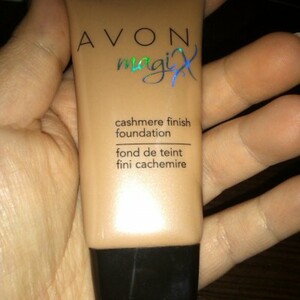 AVON
magiX
cashmere finish
foundation
fond de teint
fini cachemire